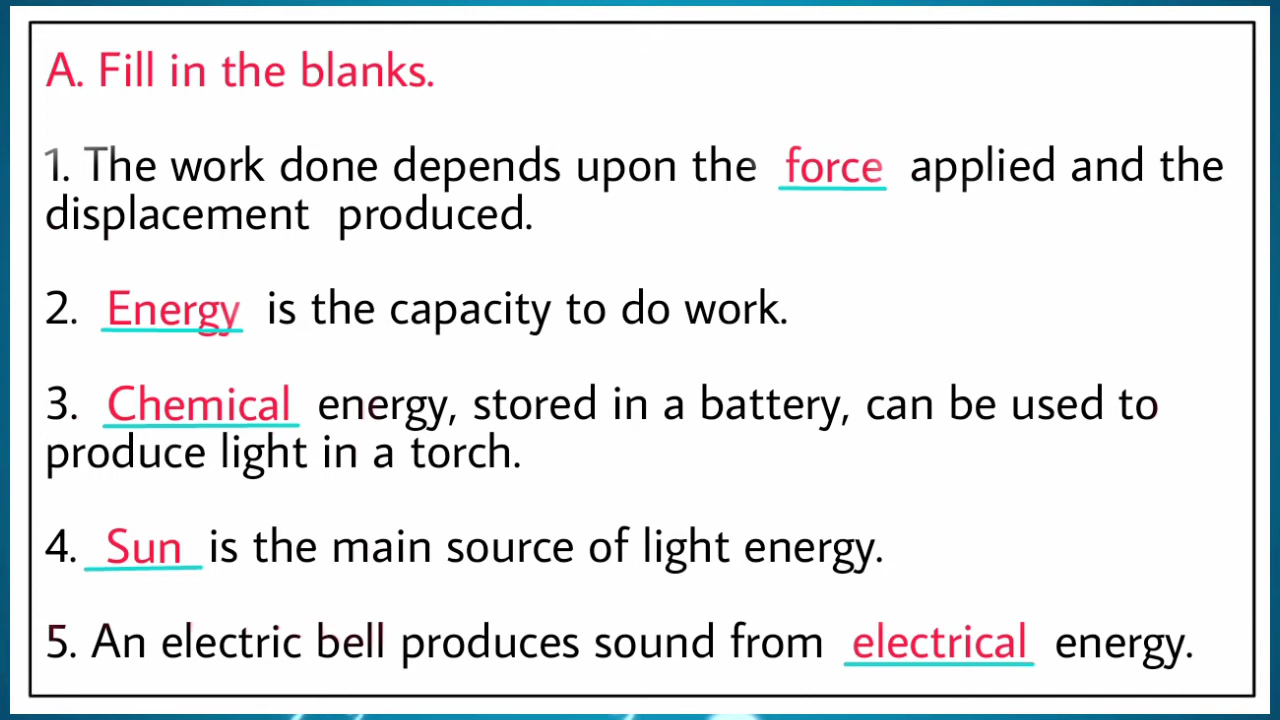 A. Fill in the blanks.
1. The work done depends upon the force applied and the
displacement produced.
2. Energy is the capacity to do work.
3. Chemical energy, stored in a battery, can be used to
produce light in a torch.
4. Sun is the main source of light energy.
5. An electric bell produces sound from electrical energy.